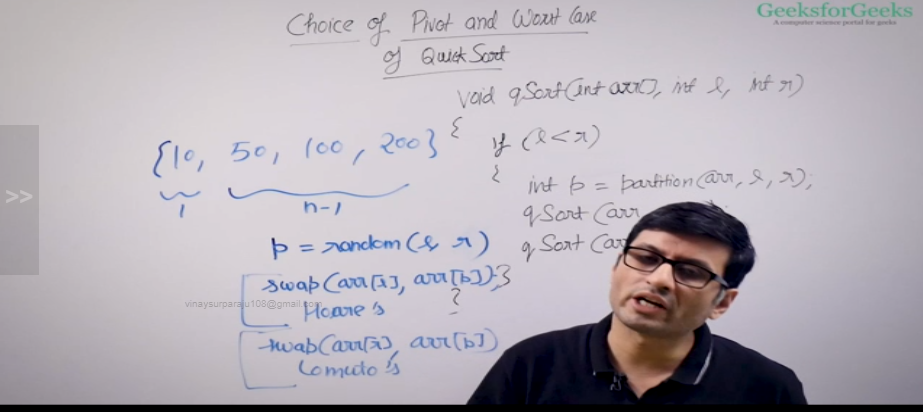 GeeksforGeeks
A computer science portal for geeks
Choice of Pivot and Worst Case
of QuickSort
void qSort(int arr[], int l, int r)
{
if (l<r)
{
int p = partition(arr, l, r);
qSort (arr
qSort (arr
}
}
{10, 50, 100, 200}
1
n-1
p = random(l, r)
swap(arr[l], arr[p]);
Hoare's
swap(arr[r], arr[p])
Lomuto's
vinaysurparaju108@gmail.com
>>